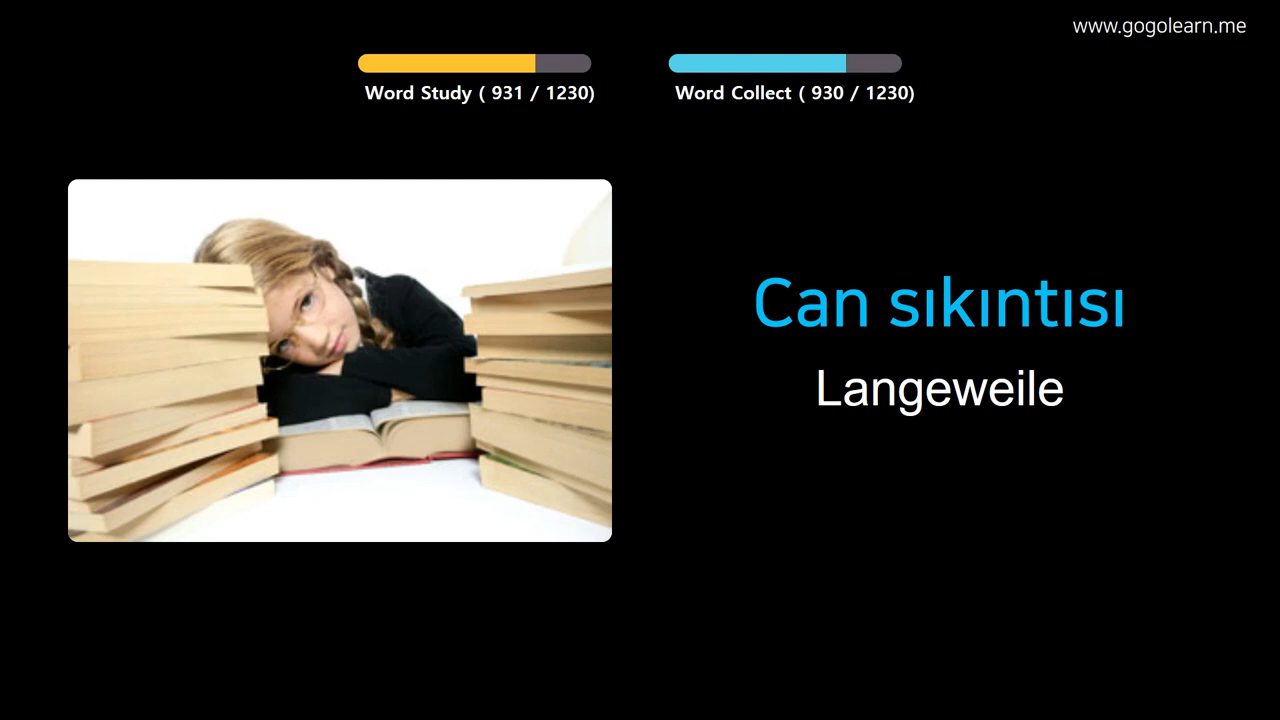 www.gogolearn.me
Word Study ( 931 / 1230)
Word Collect ( 930 / 1230)
Can sıkıntısı
Langeweile